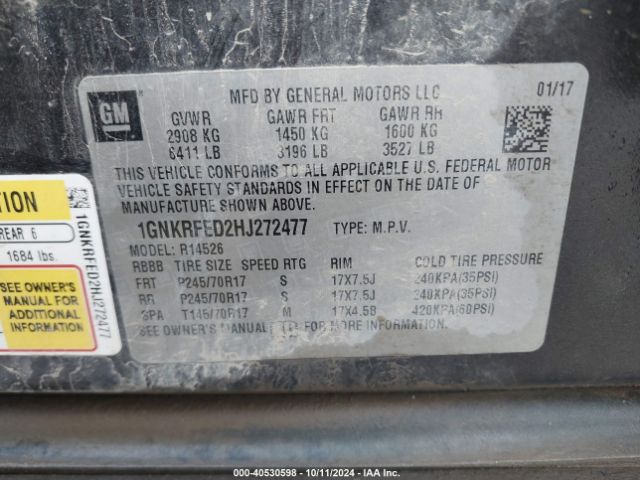 GM
MFD BY GENERAL MOTORS LLC 01/17
GVWR GAWR FRT GAWR RR
2908 KG 1450 KG 1600 KG
6411 LB 3196 LB 3527 LB
THIS VEHICLE CONFORMS TO ALL APPLICABLE U.S. FEDERAL MOTOR
VEHICLE SAFETY STANDARDS IN EFFECT ON THE DATE OF
MANUFACTURE SHOWN ABOVE.
1GNKRFED2HJ272477 TYPE: M.P.V.
MODEL: R14526
RBBB TIRE SIZE SPEED RTG RIM COLD TIRE PRESSURE
FRT P245/70R17 S 17X7.5J 240KPA(35PSI)
RR P245/70R17 S 17X7.5J 240KPA(35PSI)
SPA T145/70R17 M 17X4.5B 420KPA(60PSI)
SEE OWNER'S MANUAL FOR MORE INFORMATION.
TION
REAR 6
1684 lbs.
SEE OWNER'S
MANUAL FOR
ADDITIONAL
INFORMATION
1GNKRFED2HJ272477
000-40530598 - 10/11/2024 - IAA Inc.